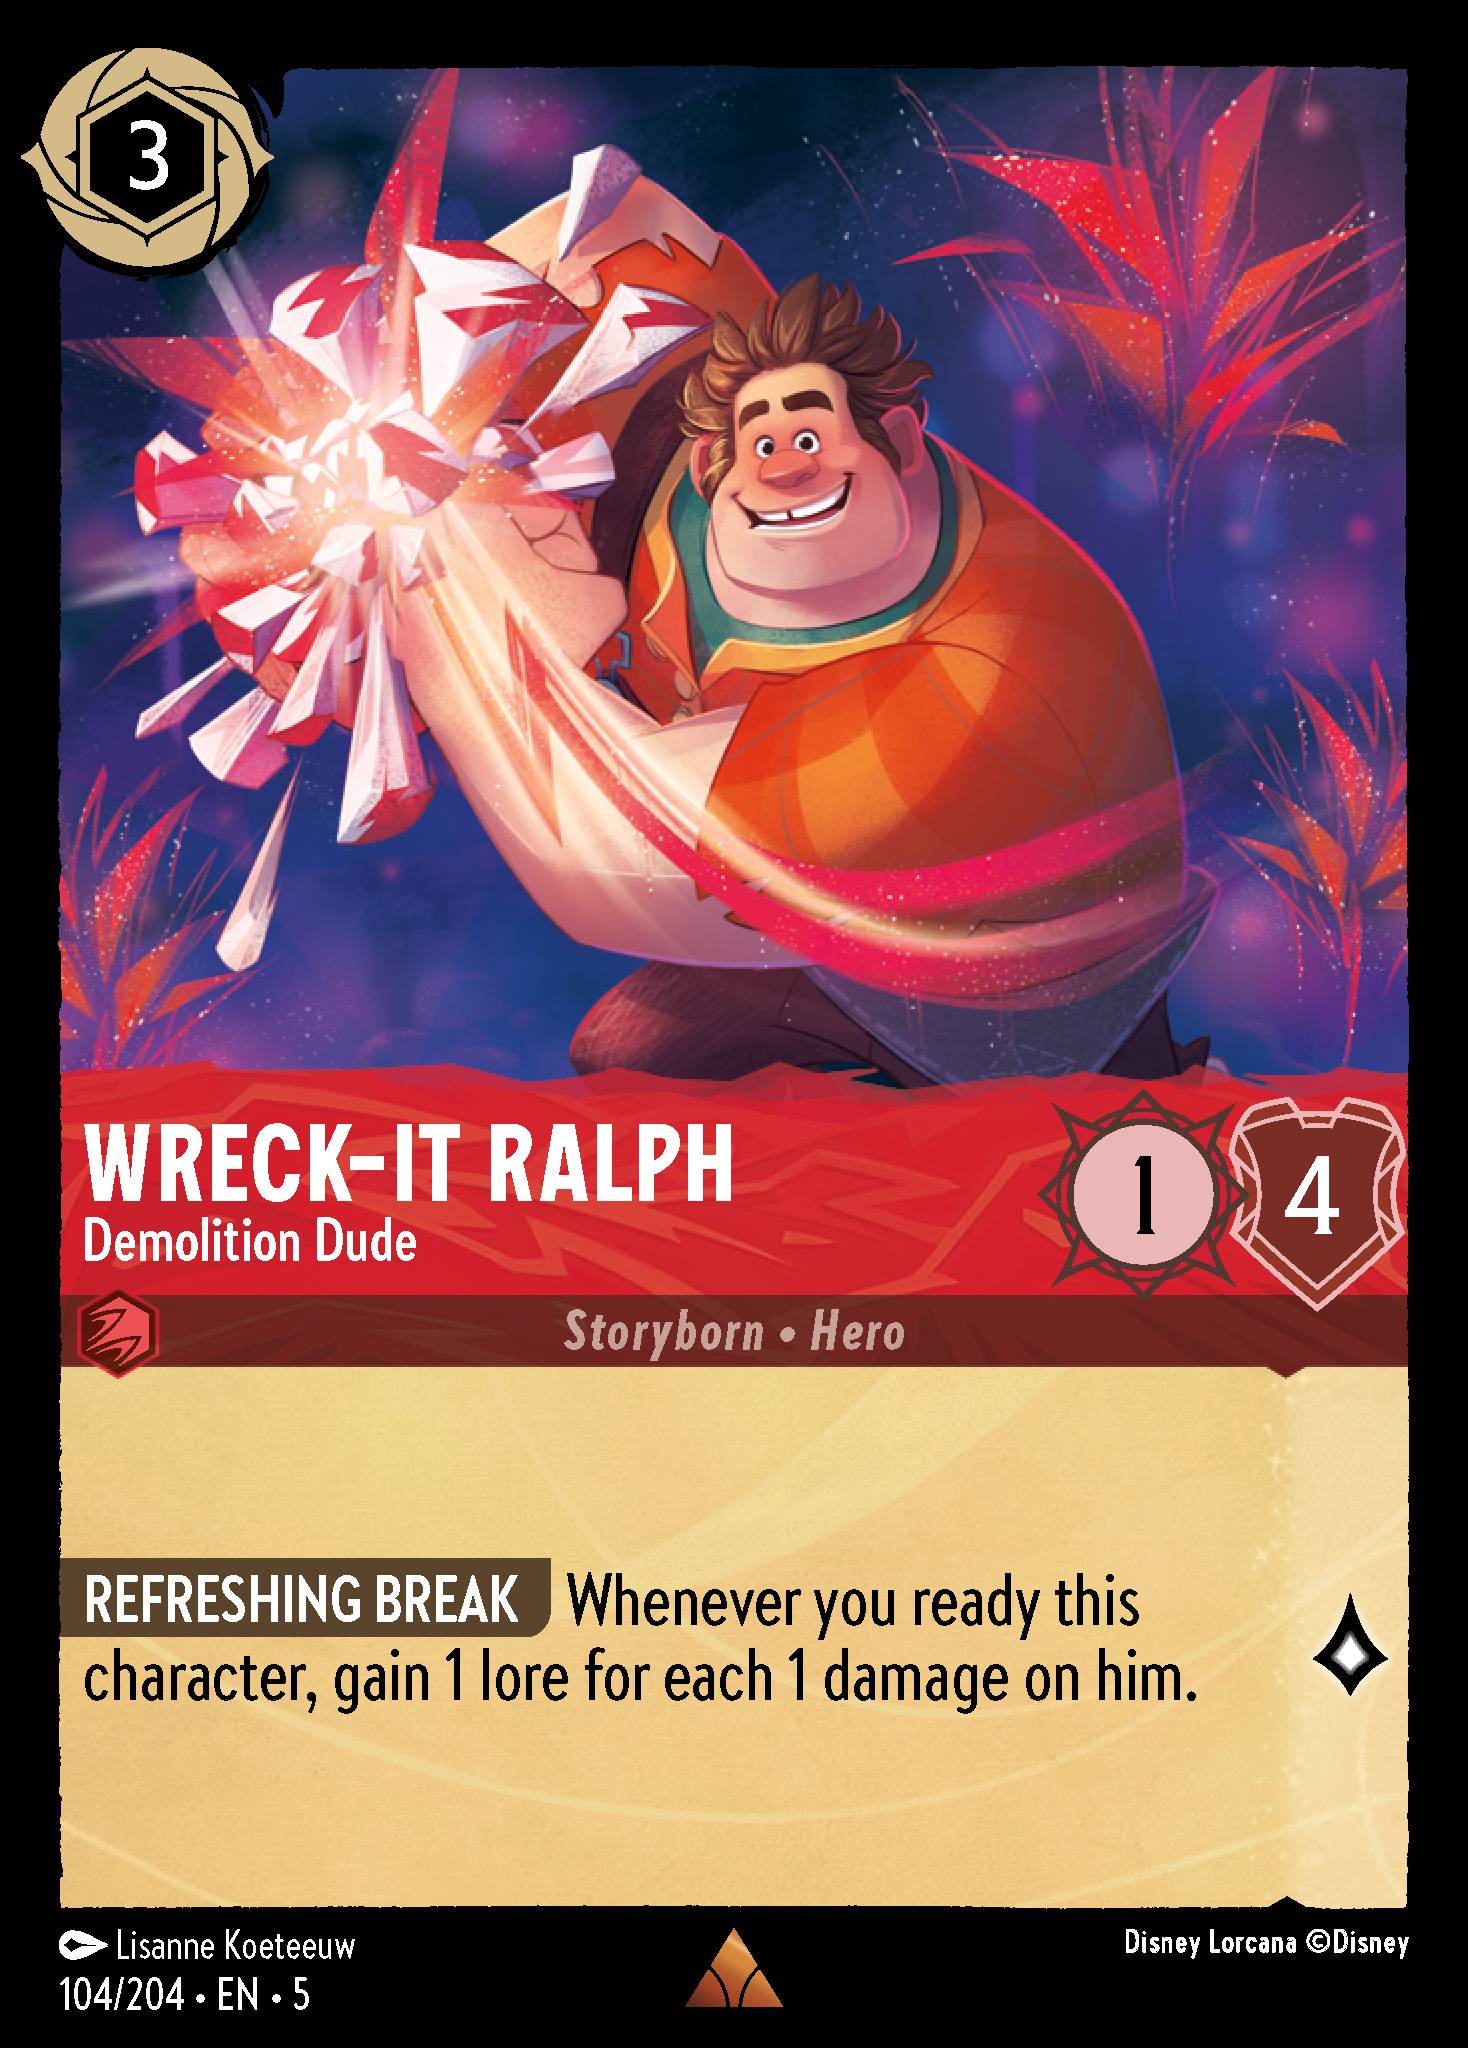 3
WRECK-IT RALPH
Demolition Dude
1
4
Storyborn • Hero
REFRESHING BREAK Whenever you ready this
character, gain 1 lore for each 1 damage on him.
Lisanne Koeteeuw
Disney Lorcana ©Disney
104/204 • EN • 5